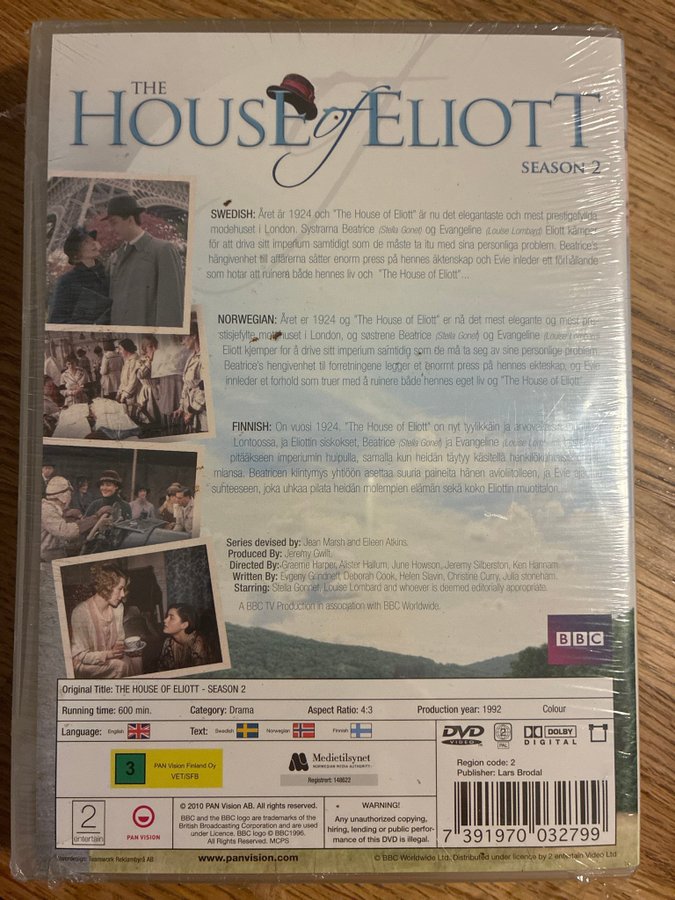 THE
HOUSE of ELIOTT
SEASON 2
SWEDISH: Året är 1924 och "The House of Eliott" är nu det elegantaste och mest prestigefyllda
modehuset i London. Systrarna Beatrice (Stella Gonet) og Evangeline (Louise Lombard) Eliott kämpar
för att driva sitt imperium samtidigt som de måste ta itu med sina personliga problem. Beatrice's
hängivenhet till affärerna sätter enorm press på hennes äktenskap och Evie inleder ett förhållande
som hotar att ruinera både hennes liv och "The House of Eliott"...
NORWEGIAN: Året er 1924 og "The House of Eliott" er nå det mest elegante og mest pre-
stisjefylte motehuset i London, og søstrene Beatrice (Stella Gonet) og Evangeline (Louise Lombard)
Eliott kjemper for å drive sitt imperium samtidig som de må ta seg av sine personlige problem.
Beatrice's hengivenhet til forretningene legger et enormt press på hennes ekteskap, og Evie
innleder et forhold som truer med å ruinere både hennes eget liv og "The House of Eliott"
FINNISH: On vuosi 1924, "The House of Eliott" on nyt tyylikkäin ja
Lontoossa, ja Eliottin siskokset, Beatrice (Stella Gonet) ja Evangeline (Louise Lombard)
pitääkseen imperiumin huipulla, samalla kun heidän täytyy käsitellä
miansa. Beatricen kiintymys yhtiöön asettaa suuria paineita hänen avioliitolleen, ja Evie
suhteeseen, joka uhkaa pilata heidän molempien elämän sekä koko Eliottin muotitalon.
Series devised by: Jean Marsh and Eileen Atkins.
Produced By: Jeremy Gwilt.
Directed By: Graeme Harper, Alister Hallum, June Howson, Jeremy Silberston, Ken Hannam.
Written By: Evgeny Gridneff, Deborah Cook, Helen Slavin, Christine Curry, Julia stoneham.
Starring: Stella Gonnet, Louise Lombard and whoever is deemed editorially appropriate.
A BBC TV Production in association with BBC Worldwide.
BBC
Original Title: THE HOUSE OF ELIOTT - SEASON 2
Running time: 600 min. Category: Drama Aspect Ratio: 4:3 Production year: 1992 Colour
Language: English Text: Swedish Norwegian Finnish
DVD VIDEO 2 PAL DOLBY DIGITAL
3 PAN Vision Finland Oy
VET/SFB
Medietilsynet
NORWEGIAN MEDIA AUTHORITY
Registrert: 148622
Region code: 2
Publisher: Lars Brodal
2 entertain
PAN VISION
© 2010 PAN Vision AB. All rights reserved.
BBC and the BBC logo are trademarks of the
British Broadcasting Corporation and are used
under Licence. BBC logo © BBC1996.
All Rights Reserved. MCPS
WARNING!
Any unauthorized copying,
hiring, lending or public perfor-
mance of this DVD is illegal.
7 391970 032799
Teamwork Reklambyrå AB
www.panvision.com
© BBC Worldwide Ltd. Distributed under licence by 2 entertain Video Ltd